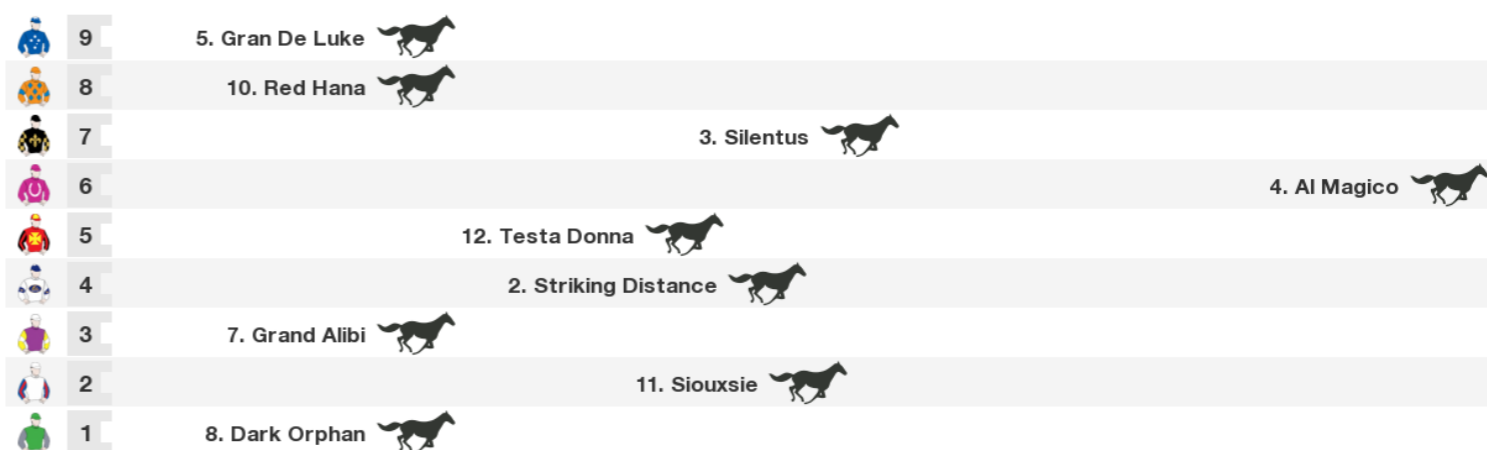 9 5. Gran De Luke
8 10. Red Hana
7 3. Silentus
6 4. Al Magico
5 12. Testa Donna
4 2. Striking Distance
3 7. Grand Alibi
2 11. Siouxsie
1 8. Dark Orphan